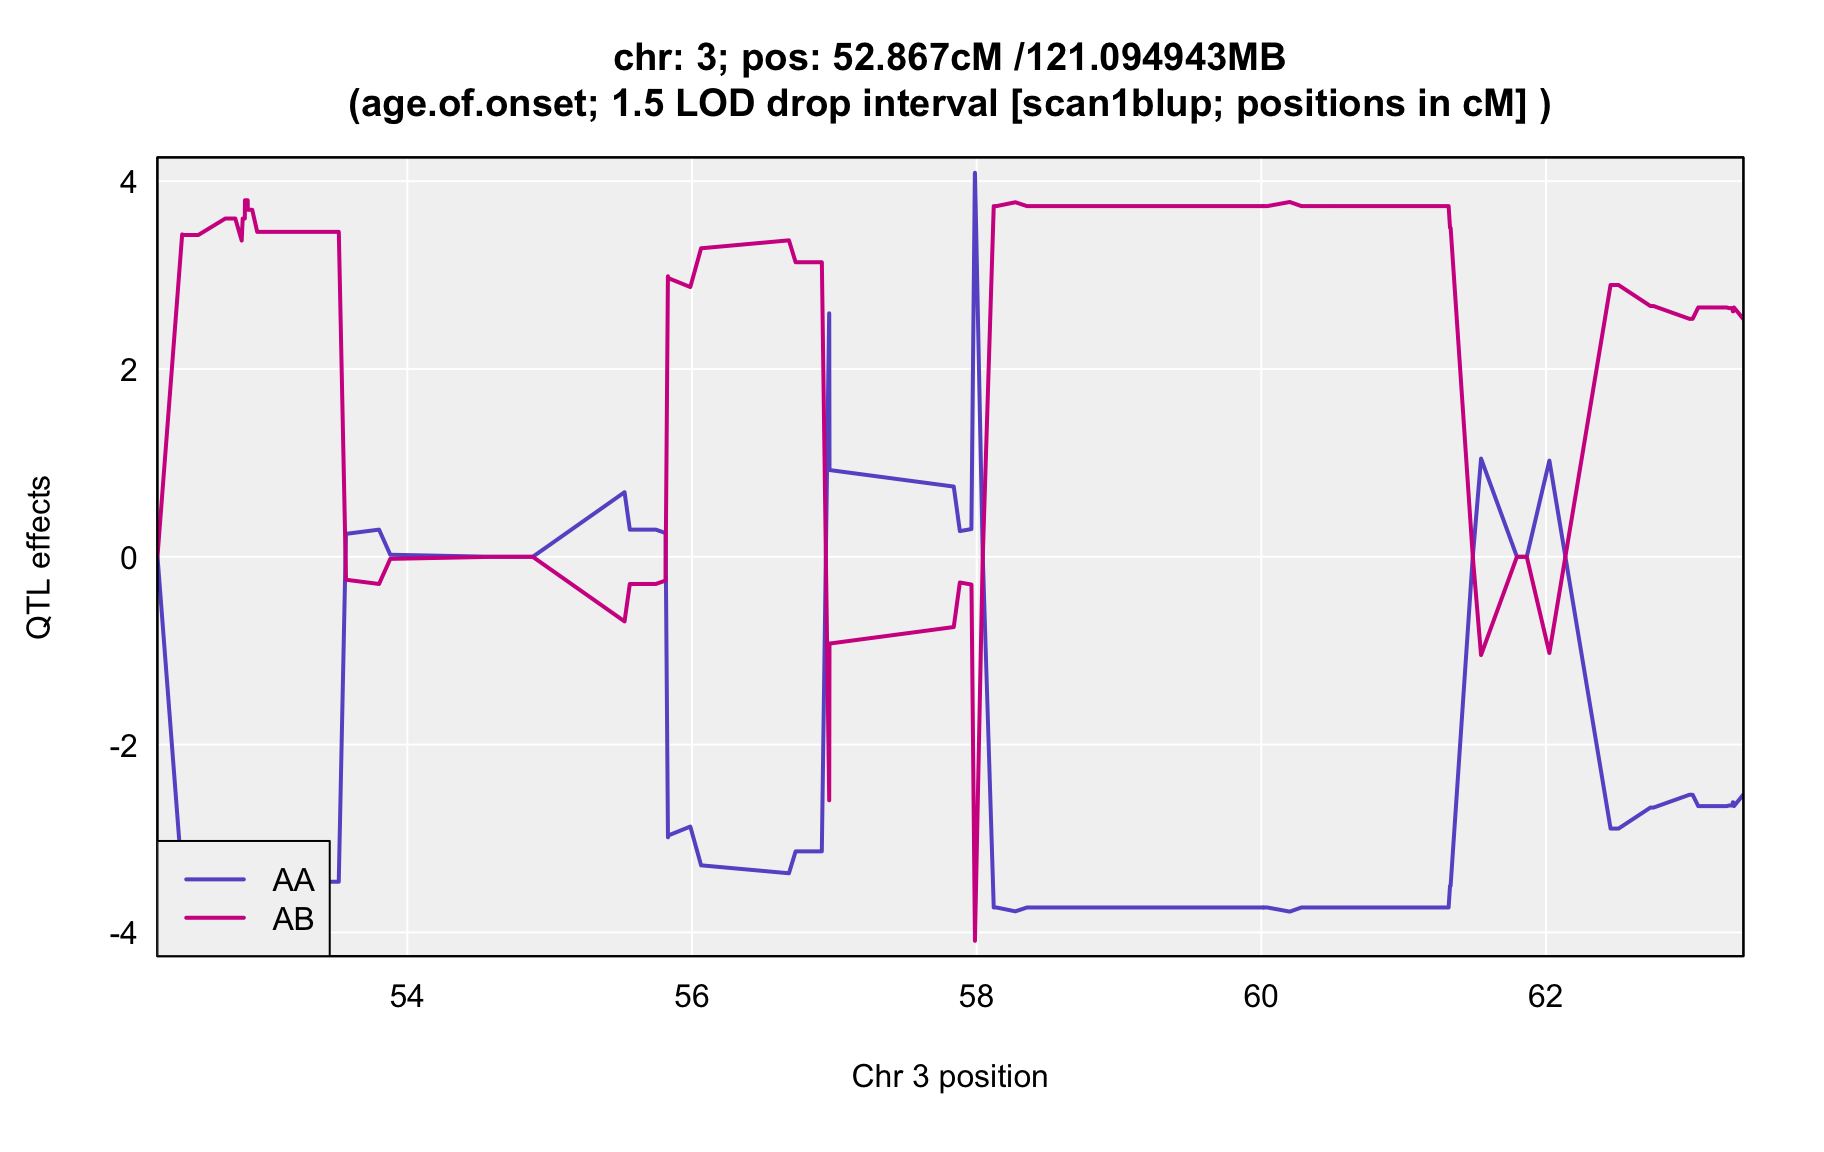 chr: 3; pos: 52.867cM /121.094943MB
(age.of.onset; 1.5 LOD drop interval [scan1blup; positions in cM] )
QTL effects
4
2
0
-2
-4
AA
AB
54 56 58 60 62
Chr 3 position